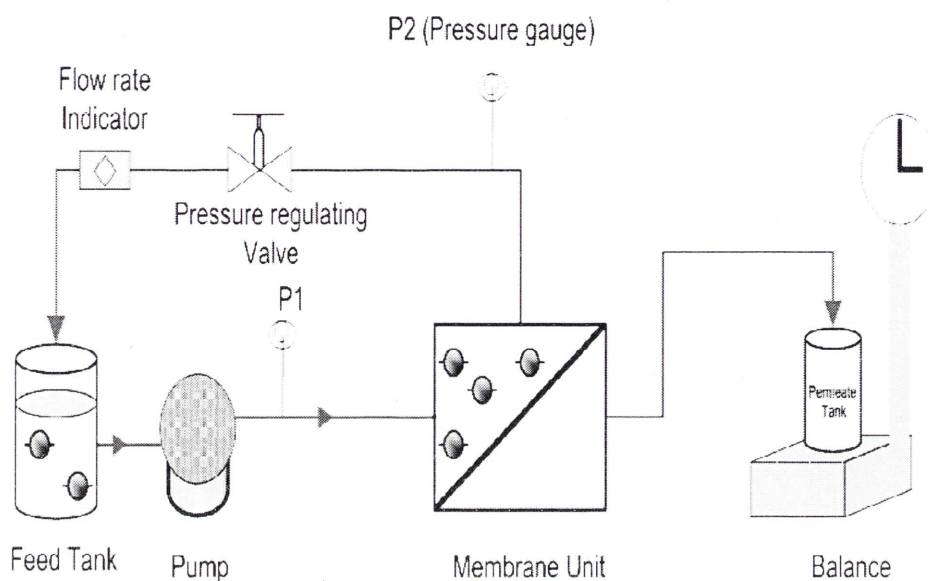 P2 (Pressure gauge)
Flow rate
Indicator
Pressure regulating
Valve
P1
Permeate
Tank
Feed Tank
Pump
Membrane Unit
Balance